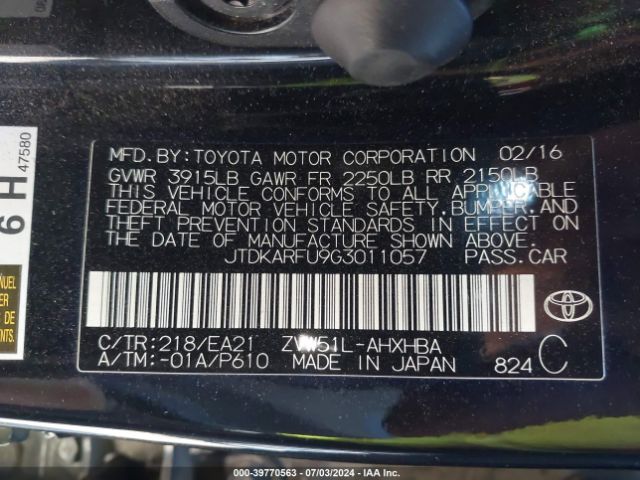 47580
6 H
MFD.BY:TOYOTA MOTOR CORPORATION 02/16
GVWR 3915LB GAWR FR 2250LB RR 2150LB
THIS VEHICLE CONFORMS TO ALL APPLICABLE
FEDERAL MOTOR VEHICLE SAFETY,BUMPER,AND
THEFT PREVENTION STANDARDS IN EFFECT ON
THE DATE OF MANUFACTURE SHOWN ABOVE.
JTDKARFU9G3011057 PASS.CAR
C/TR:218/EA21 ZVW51L-AHXHBA
A/TM:-01A/P610 MADE IN JAPAN 824 C
DE
000-39770563 / 07/03/2024 - IAA Inc.